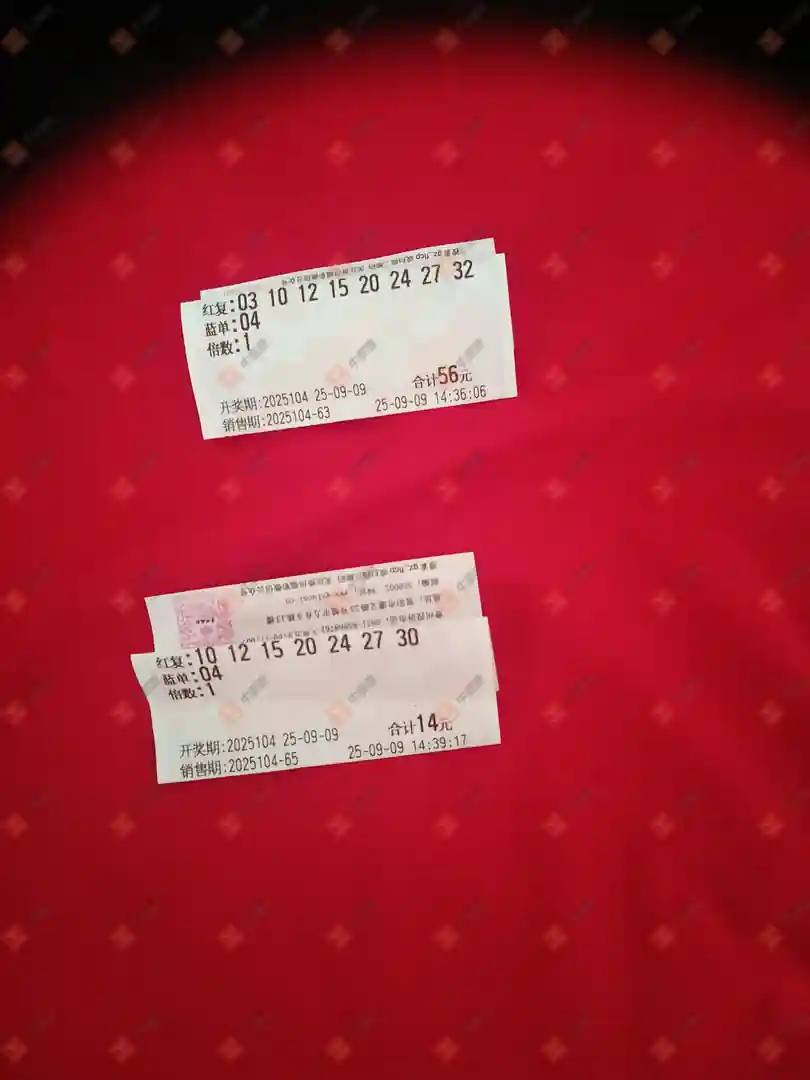 红复:03 10 12 15 20 24 27 32
蓝单:04
倍数:1
合计56元
开奖期:2025104 25-09-09
销售期:2025104-63 25-09-09 14:36:06
红复:10 12 15 20 24 27 30
蓝单:04
倍数:1
合计14元
开奖期:2025104 25-09-09
销售期:2025104-65 25-09-09 14:39:17